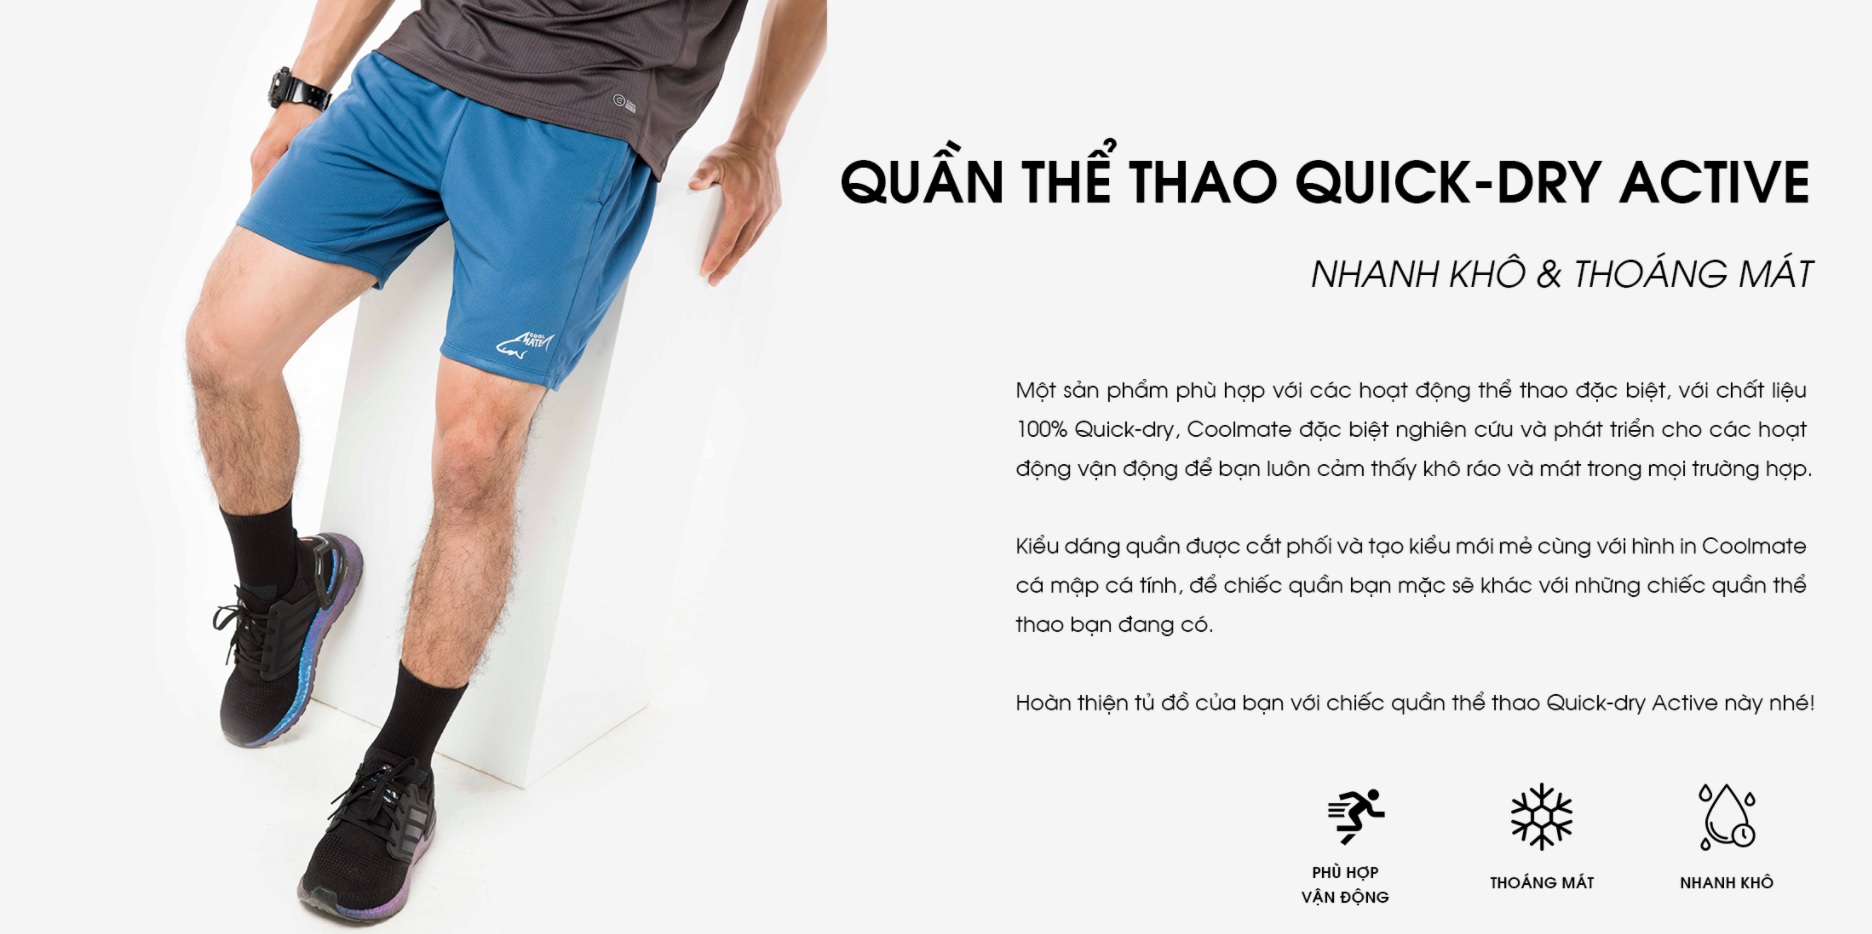 QUẦN THỂ THAO QUICK-DRY ACTIVE
NHANH KHÔ & THOÁNG MÁT
Một sản phẩm phù hợp với các hoạt động thể thao đặc biệt, với chất liệu
100% Quick-dry, Coolmate đặc biệt nghiên cứu và phát triển cho các hoạt
động vận động để bạn luôn cảm thấy khô ráo và mát trong mọi trường hợp.
Kiểu dáng quần được cắt phối và tạo kiểu mới mẻ cùng với hình in Coolmate
cá mập cá tính, để chiếc quần bạn mặc sẽ khác với những chiếc quần thể
thao bạn đang có.
Hoàn thiện tủ đồ của bạn với chiếc quần thể thao Quick-dry Active này nhé!
COOL
MATE
PHÙ HỢP
VẬN ĐỘNG
THOÁNG MÁT
NHANH KHÔ